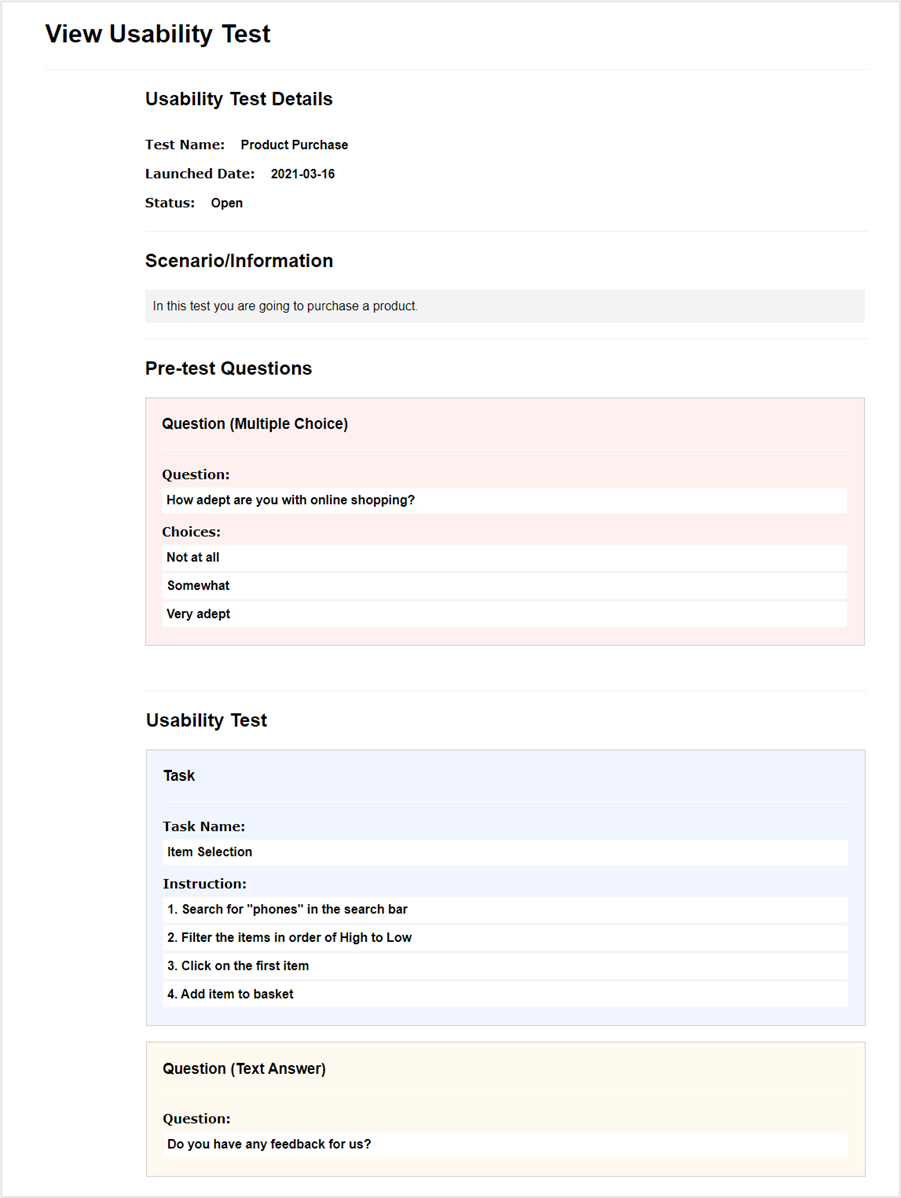 View Usability Test
Usability Test Details
Test Name: Product Purchase
Launched Date: 2021-03-16
Status: Open
Scenario/Information
In this test you are going to purchase a product.
Pre-test Questions
Question (Multiple Choice)
Question:
How adept are you with online shopping?
Choices:
Not at all
Somewhat
Very adept
Usability Test
Task
Task Name:
Item Selection
Instruction:
1. Search for "phones" in the search bar
2. Filter the items in order of High to Low
3. Click on the first item
4. Add item to basket
Question (Text Answer)
Question:
Do you have any feedback for us?